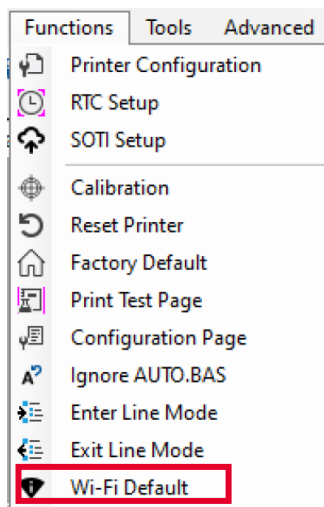 Functions Tools Advanced
Printer Configuration
RTC Setup
SOTI Setup
Calibration
Reset Printer
Factory Default
Print Test Page
Configuration Page
Ignore AUTO.BAS
Enter Line Mode
Exit Line Mode
Wi-Fi Default